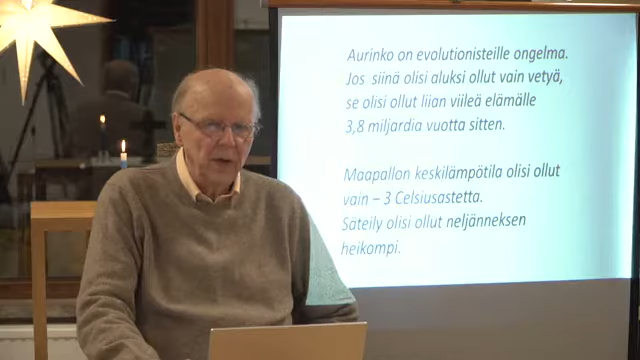 Aurinko on evolutionisteille ongelma.
Jos siinä olisi aluksi ollut vain vetyä,
se olisi ollut liian viileä elämälle
3,8 miljardia vuotta sitten.
Maapallon keskilämpötila olisi ollut
vain – 3 Celsiusastetta.
Säteily olisi ollut neljänneksen
heikompi.